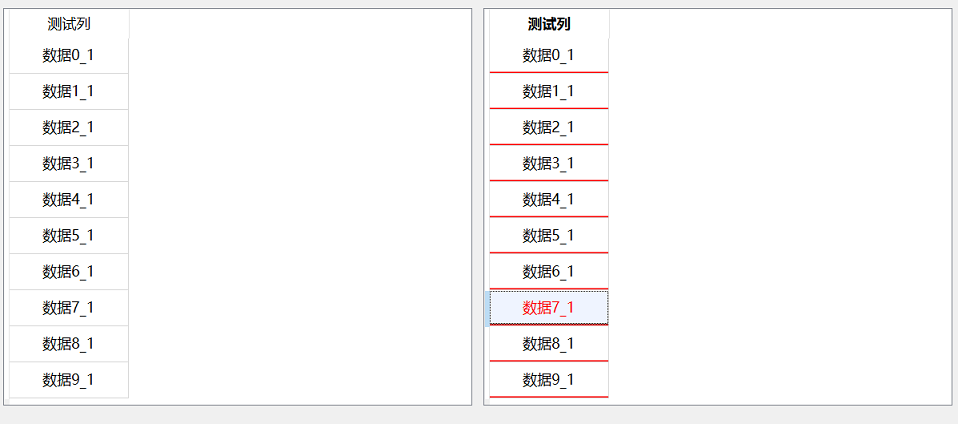 测试列
数据0_1
数据1_1
数据2_1
数据3_1
数据4_1
数据5_1
数据6_1
数据7_1
数据8_1
数据9_1
测试列
数据0_1
数据1_1
数据2_1
数据3_1
数据4_1
数据5_1
数据6_1
数据7_1
数据8_1
数据9_1